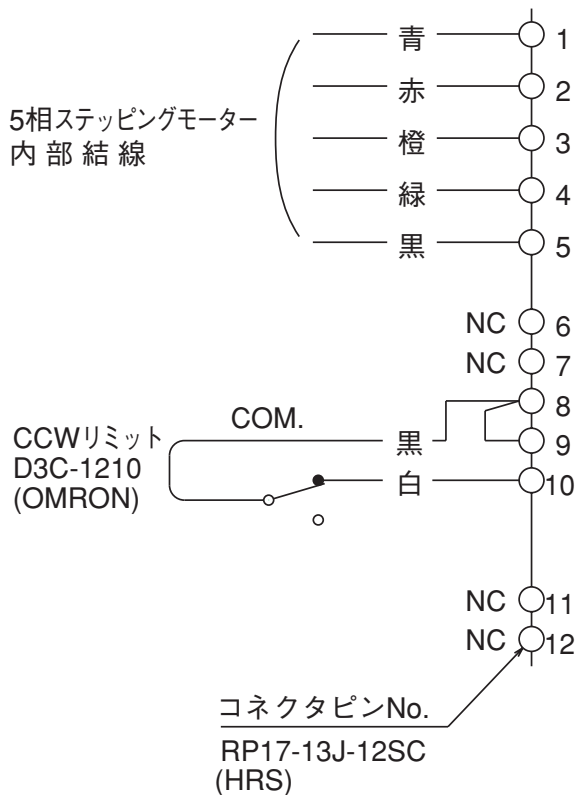 青 1
赤 2
5相ステッピングモーター
内部結線
橙 3
緑 4
黒 5
NC 6
NC 7
8
COM.
CCWリミット
D3C-1210
(OMRON)
黒 9
白 10
NC 11
NC 12
コネクタピンNo.
RP17-13J-12SC
(HRS)